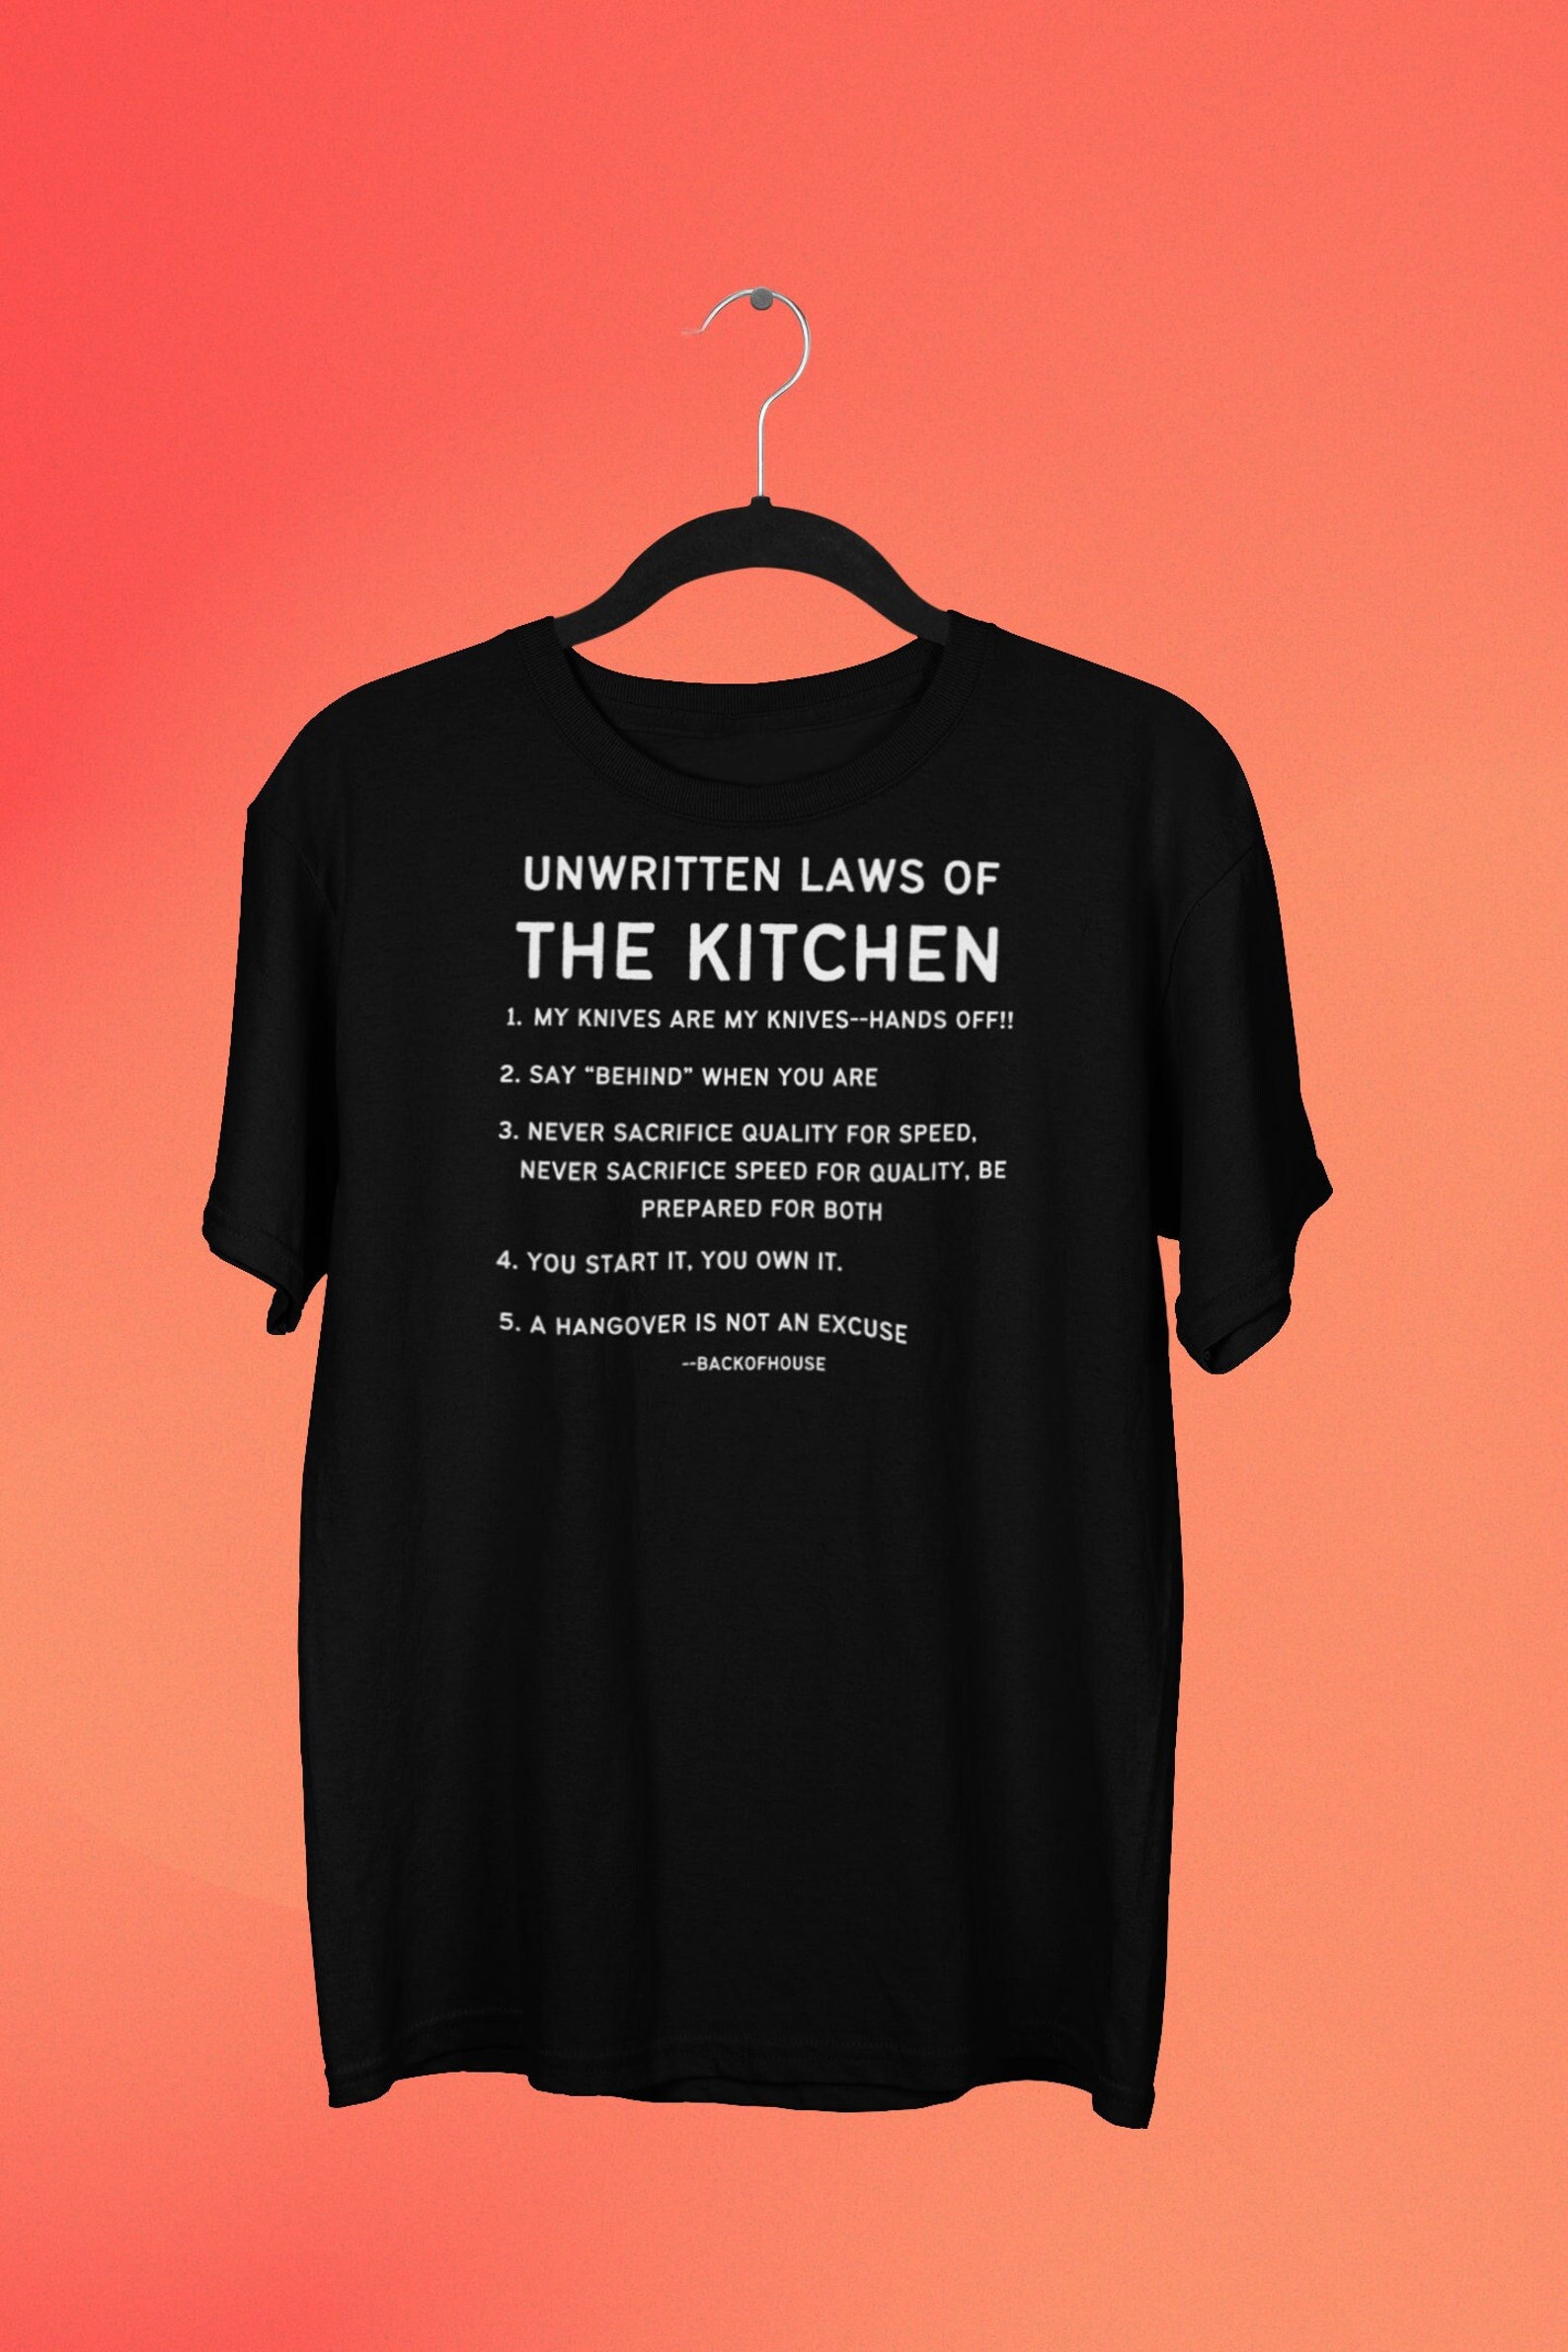 UNWRITTEN LAWS OF
THE KITCHEN
1. MY KNIVES ARE MY KNIVES--HANDS OFF!!
2. SAY “BEHIND” WHEN YOU ARE
3. NEVER SACRIFICE QUALITY FOR SPEED,
NEVER SACRIFICE SPEED FOR QUALITY, BE
PREPARED FOR BOTH
4. YOU START IT, YOU OWN IT.
5. A HANGOVER IS NOT AN EXCUSE
--BACKOFHOUSE